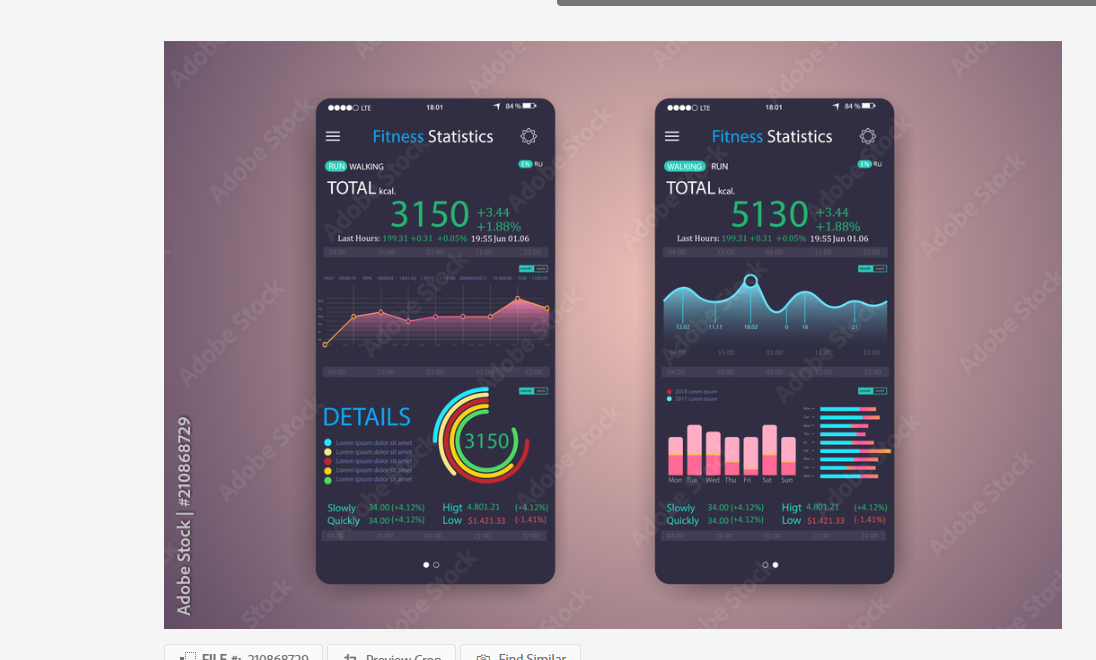 LTE 18.01 84 %
Fitness Statistics
RUN WALKING EN RU
TOTAL kcal.
3150 +3.44
+1.88%
Last Hours: 199.31 +0.31 +0.05% 19:55 Jun 01.06
04:00 15:00 01:00 11:00 22:00
04:00 15:00 01:00 11:00 22:00
DETAILS
3150
Lorem ipsum dolor sit amet
Lorem ipsum dolor sit amet
Lorem ipsum dolor sit amet
Lorem ipsum dolor sit amet
Lorem ipsum dolor sit amet
Slowly 34.00 (+4.12%) Higt 4.801.21 (+4.12%)
Quickly 34.00 (+4.12%) Low $1.421.33 (-1.41%)
04:00 15:00 01:00 11:00 22:00
LTE 18.01 84 %
Fitness Statistics
WALKING RUN EN RU
TOTAL kcal.
5130 +3.44
+1.88%
Last Hours: 199.31 +0.31 +0.05% 19:55 Jun 01.06
04:00 15:00 01:00 11:00 22:00
12.02 11.11 18.02 9 16 21
04:00 15:00 01:00 11:00 22:00
04:00 15:00 01:00 11:00 22:00
2018 Lorem ipsum
2017 Lorem ipsum
Mon Tue Wed Thu Fri Sat Sun
Slowly 34.00 (+4.12%) Higt 4.801.21 (+4.12%)
Quickly 34.00 (+4.12%) Low $1.421.33 (-1.41%)
04:00 15:00 01:00 11:00 22:00
Adobe Stock | #210868729
FILE #: 210868729 Preview Crop Find Similar